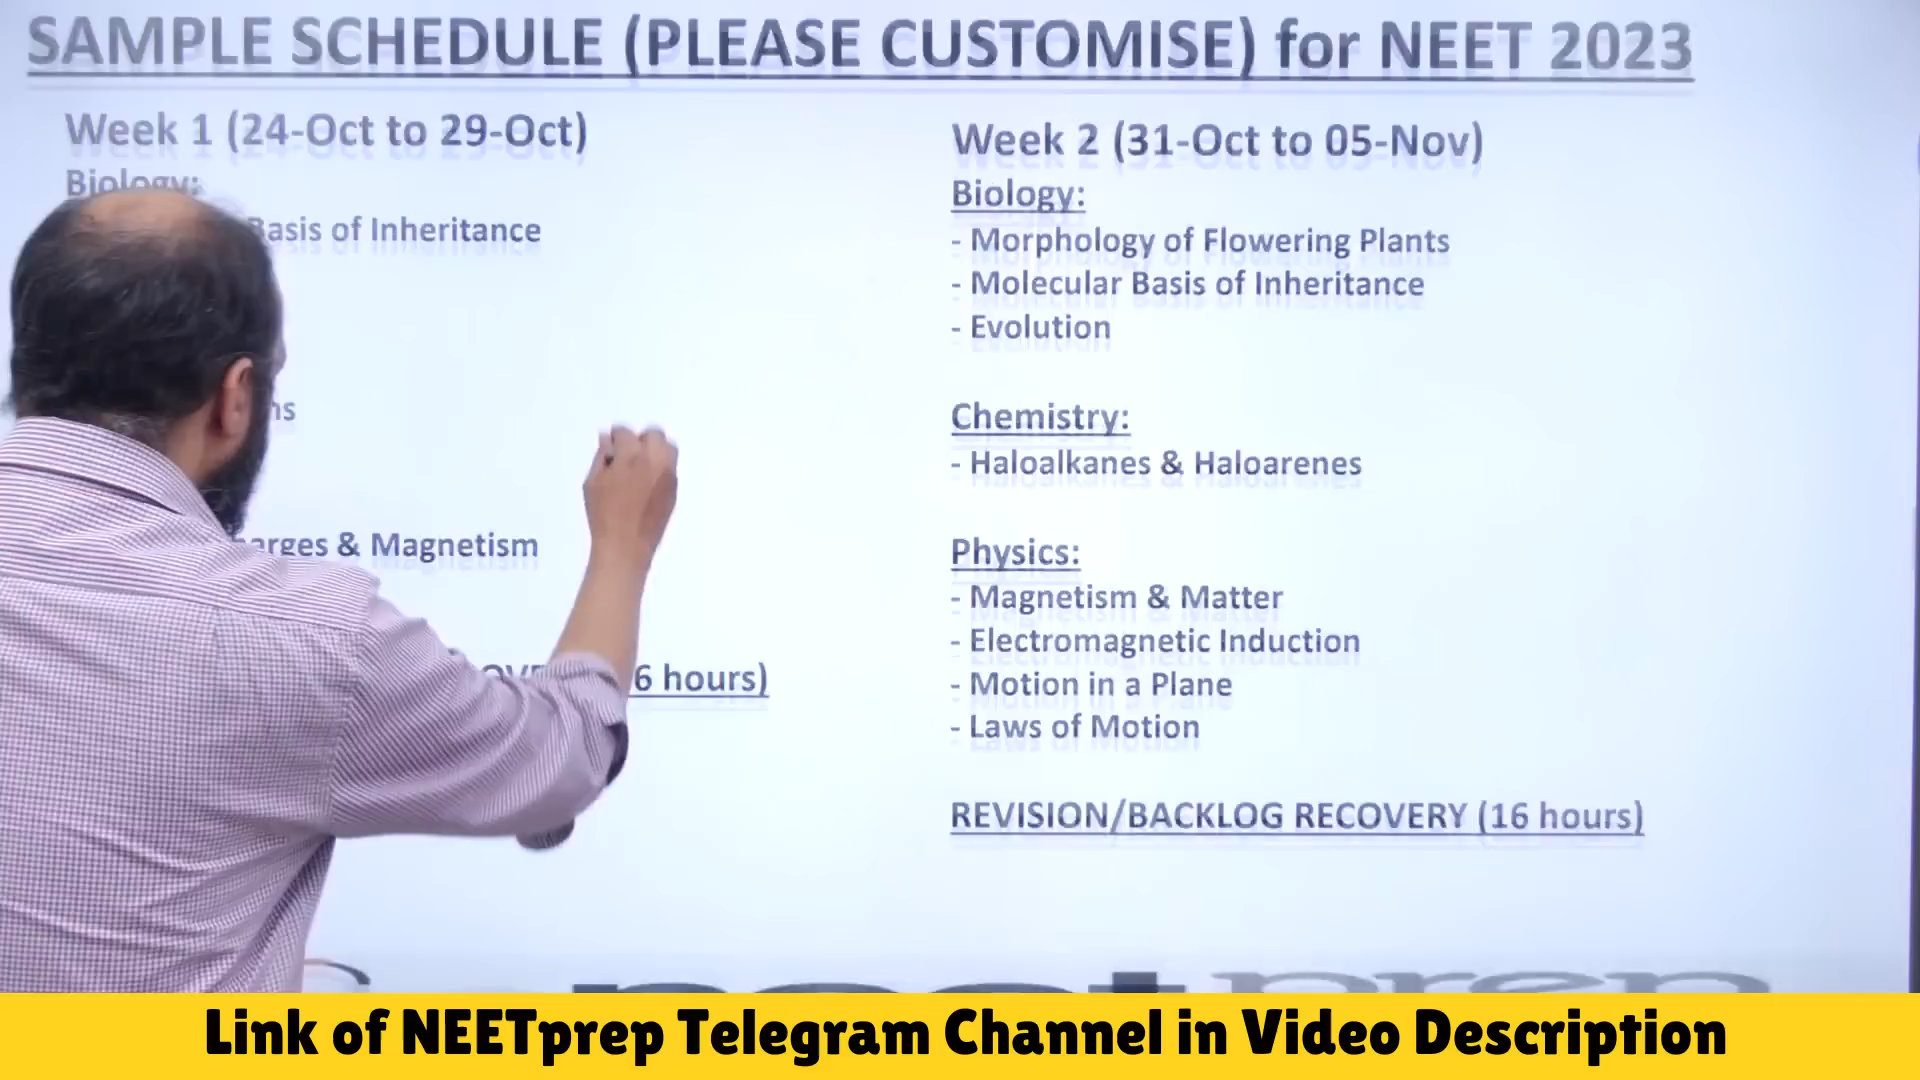 SAMPLE SCHEDULE (PLEASE CUSTOMISE) for NEET 2023
Week 1 (24-Oct to 29-Oct)
Biology:
Basis of Inheritance
& Magnetism
6 hours)
Week 2 (31-Oct to 05-Nov)
Biology:
- Morphology of Flowering Plants
- Molecular Basis of Inheritance
- Evolution
Chemistry:
- Haloalkanes & Haloarenes
Physics:
- Magnetism & Matter
- Electromagnetic Induction
- Motion in a Plane
- Laws of Motion
REVISION/BACKLOG RECOVERY (16 hours)
prep
Link of NEETprep Telegram Channel in Video Description